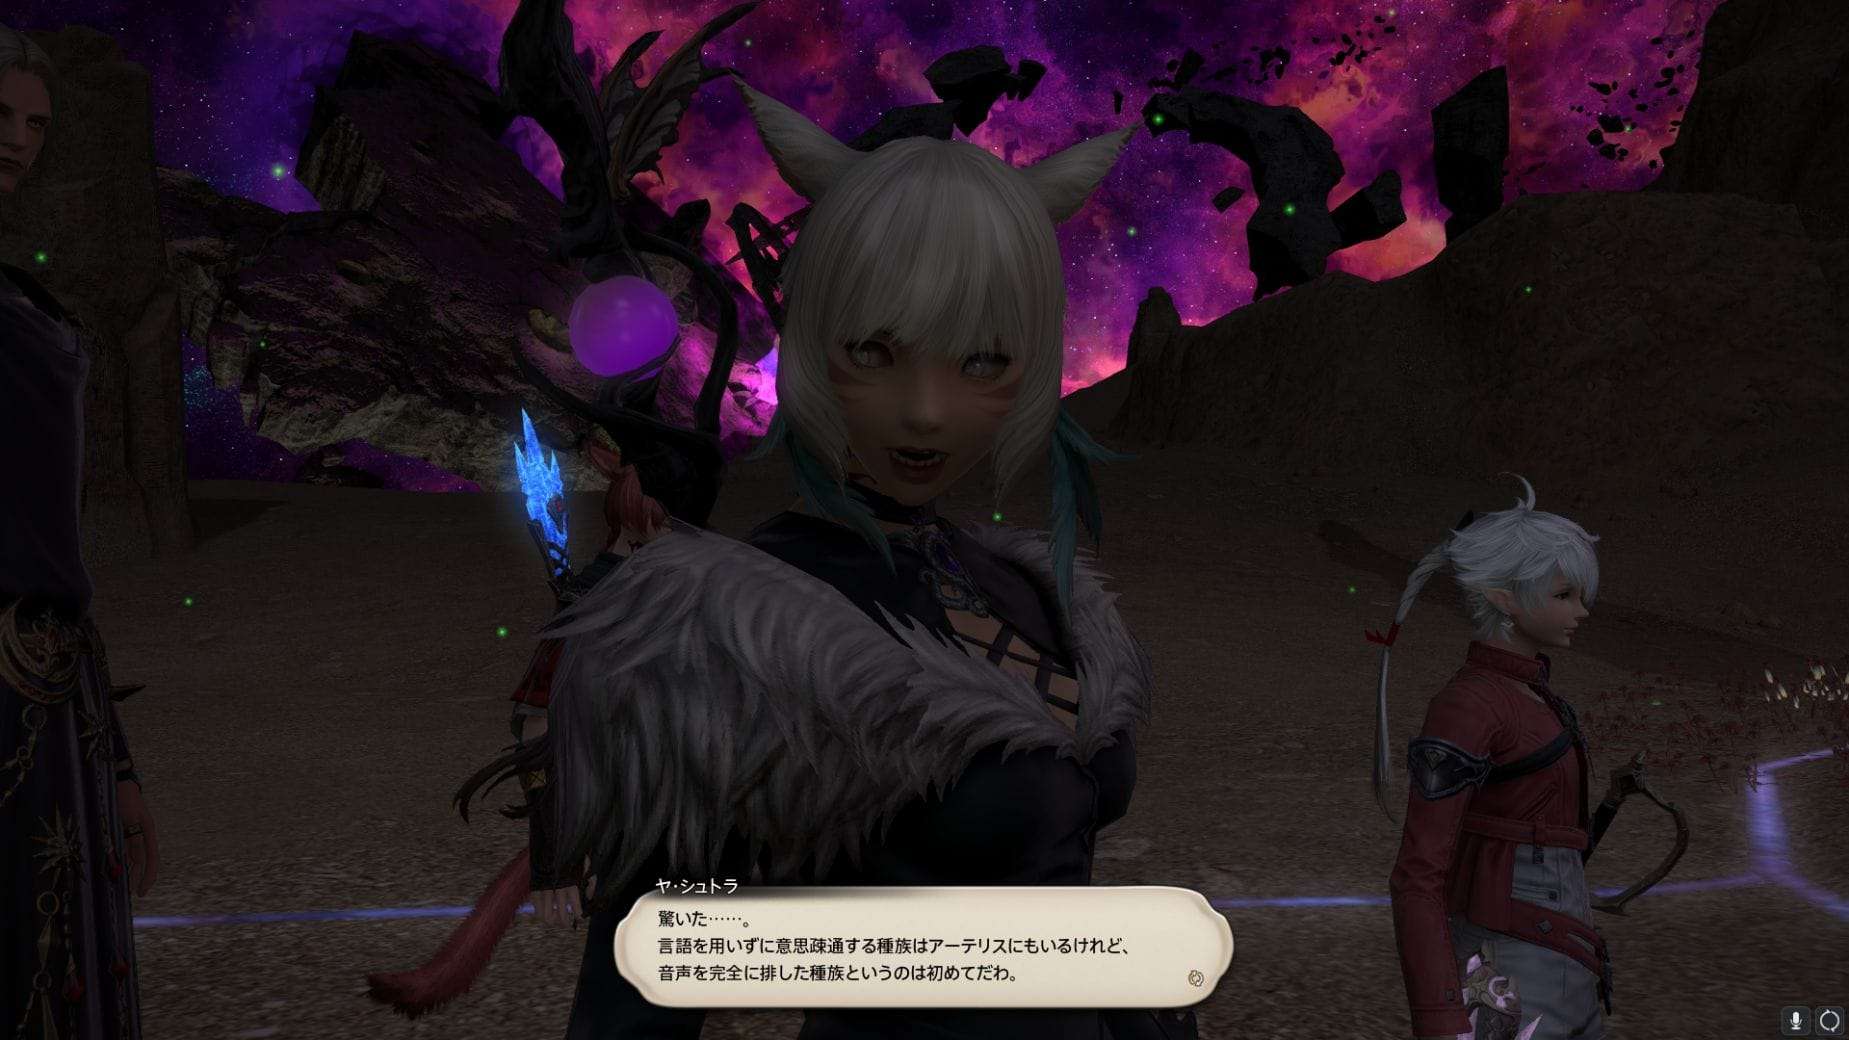 ヤ・シュトラ
驚いた……。
言語を用いずに意思疎通する種族はアーテリスにもいるけれど、
音声を完全に排した種族というのは初めてだわ。